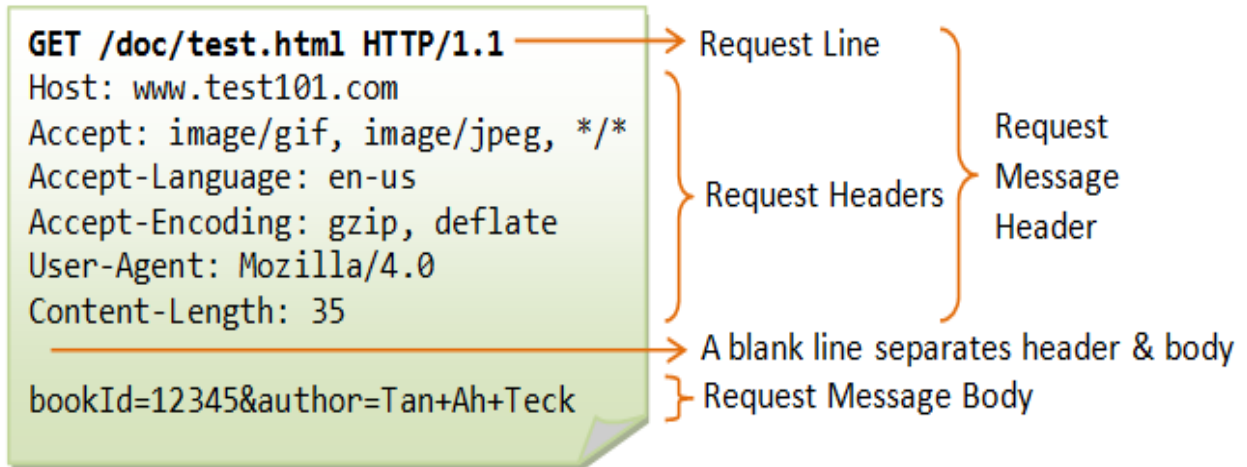 GET /doc/test.html HTTP/1.1
Host: www.test101.com
Accept: image/gif, image/jpeg, */*
Accept-Language: en-us
Accept-Encoding: gzip, deflate
User-Agent: Mozilla/4.0
Content-Length: 35
bookId=12345&author=Tan+Ah+Teck
Request Line
Request Headers
Request
Message
Header
A blank line separates header & body
Request Message Body